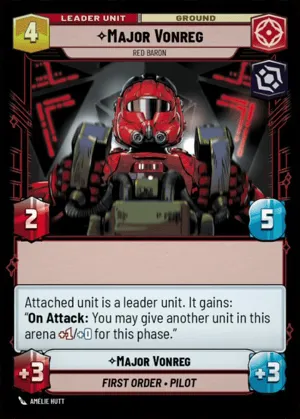 LEADER UNIT
GROUND
4
MAJOR VONREG
RED BARON
2
5
Attached unit is a leader unit. It gains:
“On Attack: You may give another unit in this
arena +1/+0 for this phase.”
MAJOR VONREG
+3
FIRST ORDER • PILOT
+3
AMÉLIE HUTT